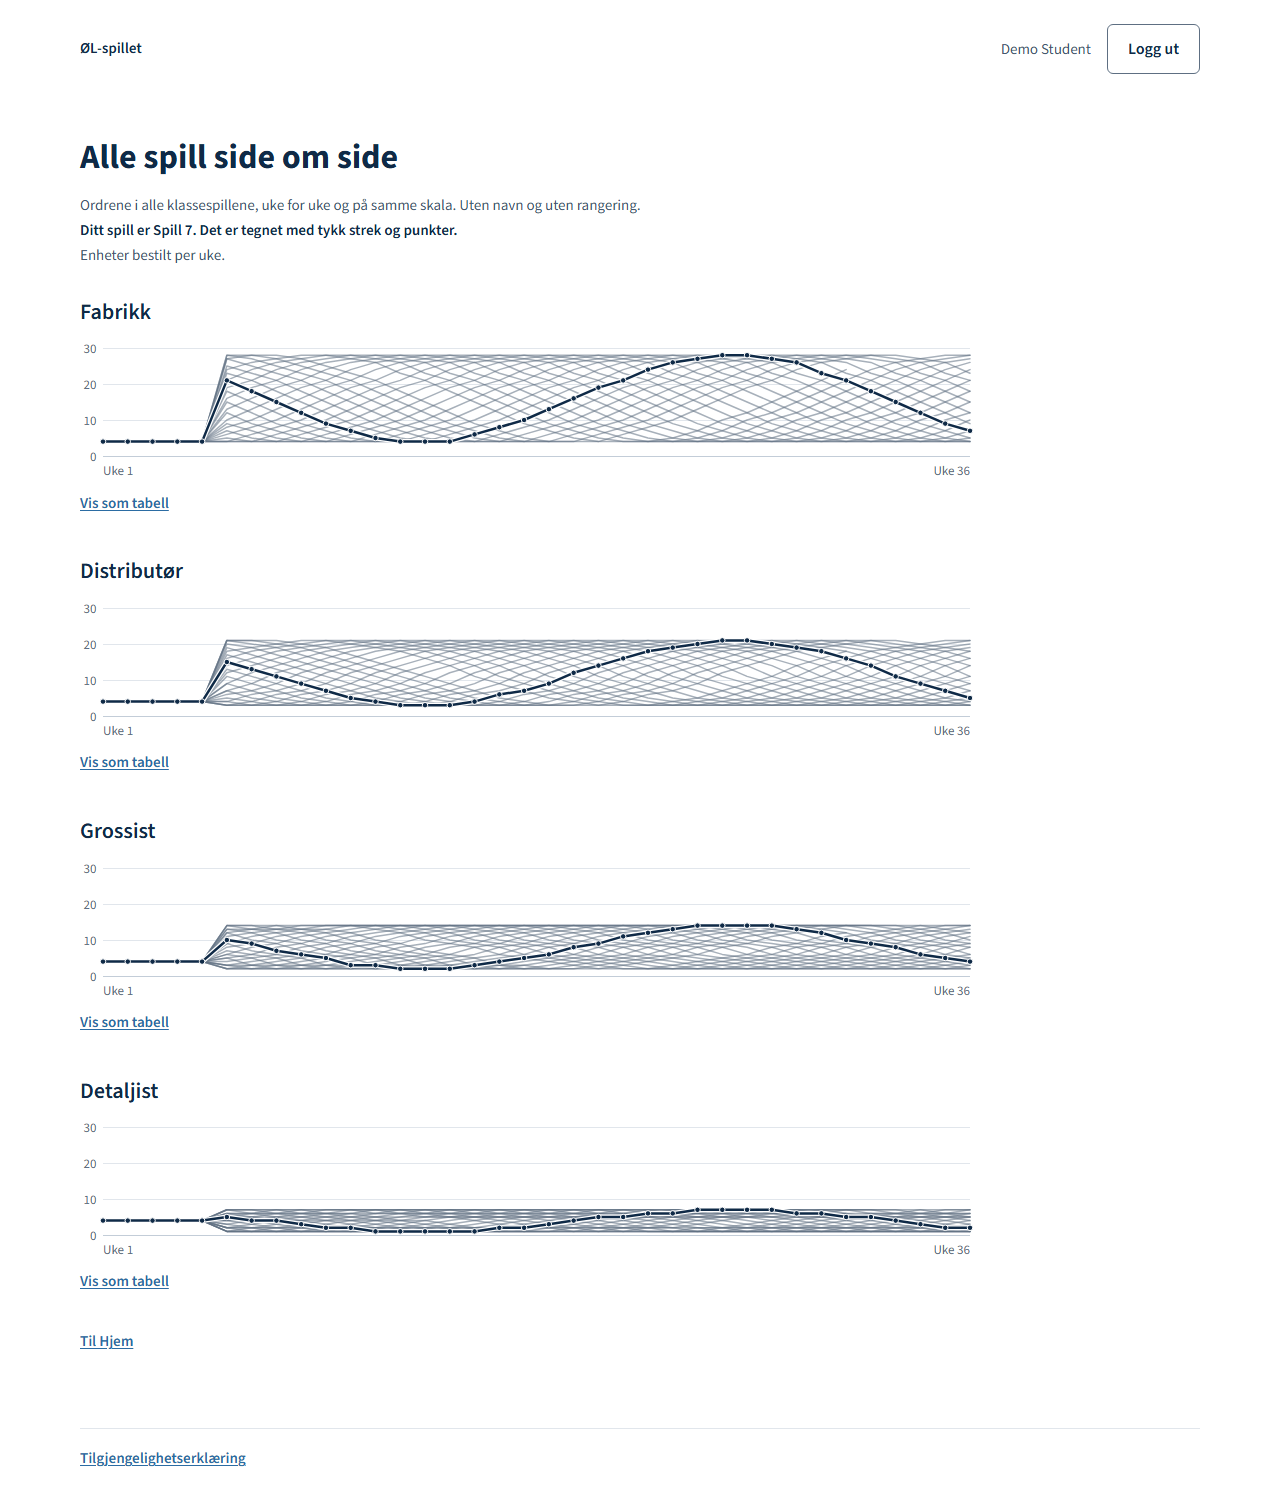 ØL-spillet
Demo Student
Logg ut
Alle spill side om side
Ordrene i alle klassespillene, uke for uke og på samme skala. Uten navn og uten rangering.
Ditt spill er Spill 7. Det er tegnet med tykk strek og punkter.
Enheter bestilt per uke.
Fabrikk
30
20
10
0
Uke 1
Uke 36
Vis som tabell
Distributør
30
20
10
0
Uke 1
Uke 36
Vis som tabell
Grossist
30
20
10
0
Uke 1
Uke 36
Vis som tabell
Detaljist
30
20
10
0
Uke 1
Uke 36
Vis som tabell
Til Hjem
Tilgjengelighetserklæring